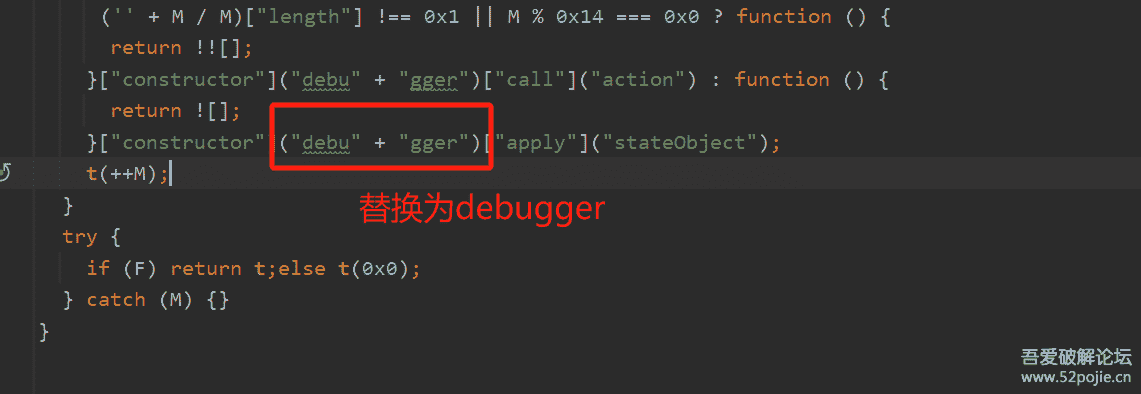 ('' + M / M)["length"] !== 0x1 || M % 0x14 === 0x0 ? function () {
return !![];
}["constructor"]("debu" + "gger")["call"]("action") : function () {
return ![];
}["constructor"]("debu" + "gger")["apply"]("stateObject");
t(++M);
}
替换为debugger
try {
if (F) return t;else t(0x0);
} catch (M) {}
}
吾爱破解论坛
www.52pojie.cn